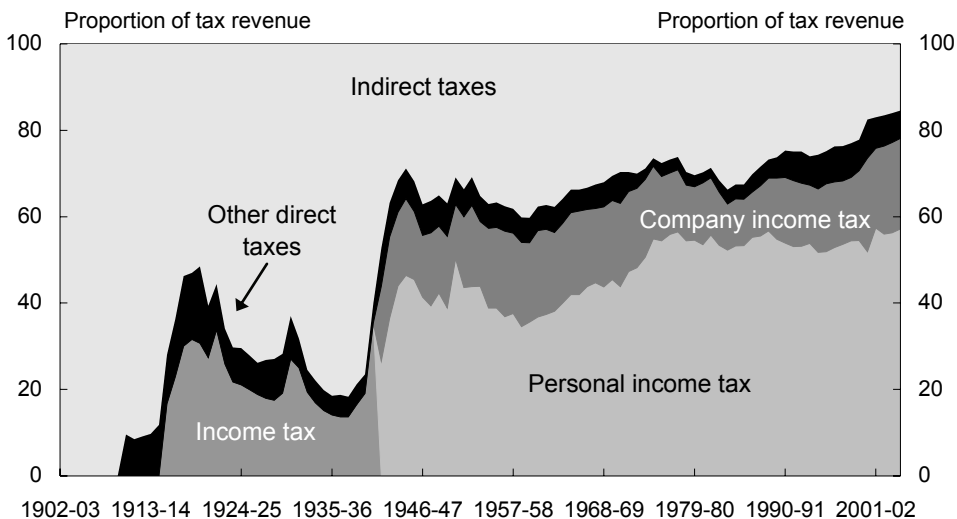 Proportion of tax revenue Proportion of tax revenue
100 100
Indirect taxes
80 80
Other direct
taxes
Company income tax
60 60
40 40
Personal income tax
20 20
Income tax
0 0
1902-03 1913-14 1924-25 1935-36 1946-47 1957-58 1968-69 1979-80 1990-91 2001-02